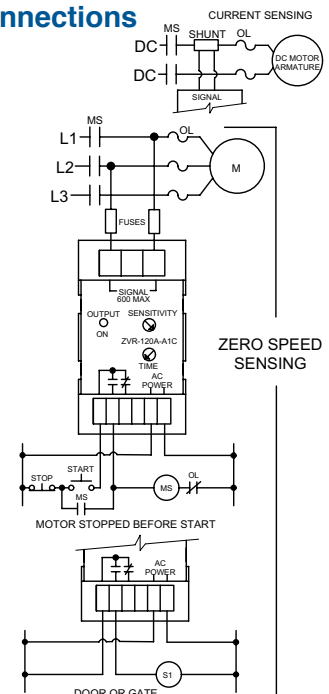 nnections
CURRENT SENSING
MS
SHUNT
OL
DC
DC MOTOR
ARMATURE
DC
SIGNAL
MS
L1
OL
L2
M
L3
FUSES
SIGNAL
600 MAX
OUTPUT
SENSITIVITY
ON
ZVR-120A-A1C
TIME
ZERO SPEED
SENSING
AC
POWER
STOP
START
MS
OL
MS
MOTOR STOPPED BEFORE START
AC
POWER
S1
DOOR OR GATE